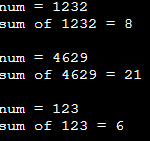 num = 1232
sum of 1232 = 8
num = 4629
sum of 4629 = 21
num = 123
sum of 123 = 6